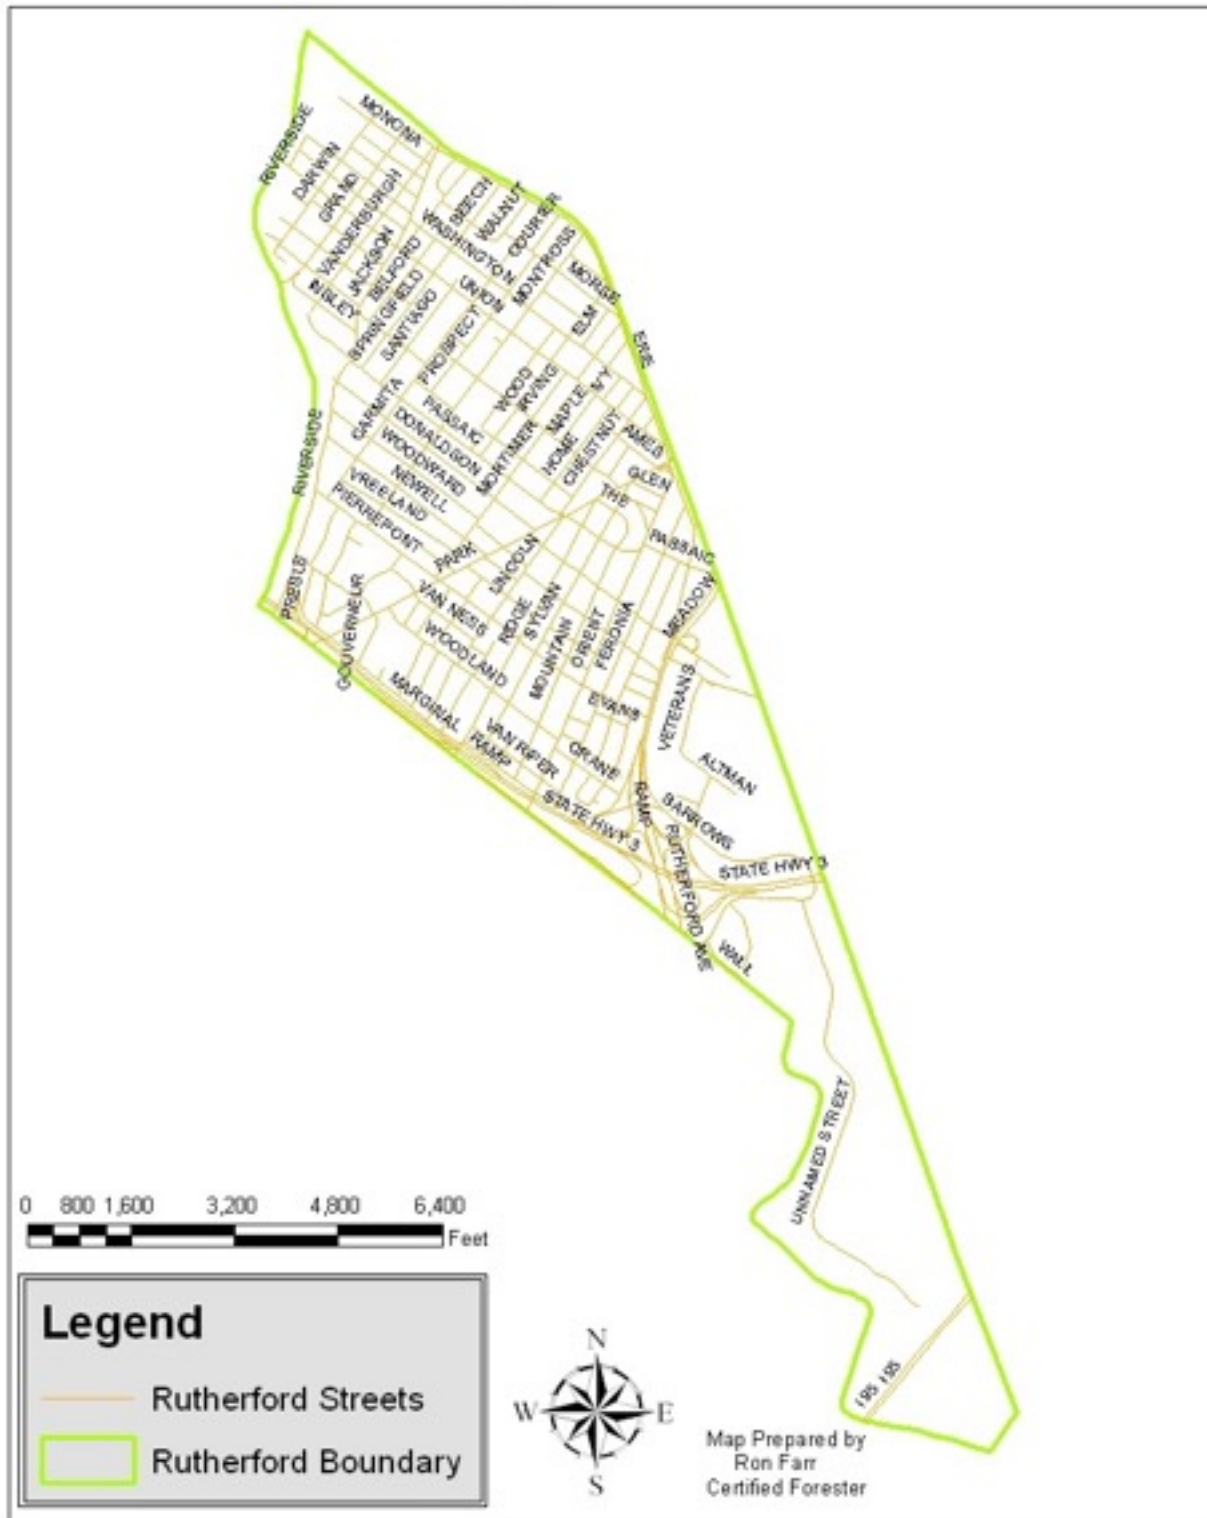 MONONA
RIVERSIDE
DARWIN
GRAND
VANDERBURGH
BEECH
WALNUT
COURIER
WASHINGTON
MONTROSS
JACKSON
BELFORD
UNION
MORSE
INSLEY
SPRINGFIELD
SANTIAGO
ELM
PROSPECT
ERIE
WOOD
IRVING
IVY
CARMITA
PASSAIC
MAPLE
DONALDSON
WOODWARD
MORTIMER
HOME
CHESTNUT
AMES
RIVERSIDE
NEWELL
GLEN
VREELAND
THE
PIERREPONT
PARK
LINCOLN
PASSAIC
PREBLE
GOUVERNEUR
VAN NESS
RIDGE
SYLVAN
MEADOW
WOODLAND
MOUNTAIN
ORIENT
FERONIA
MARGINAL
EVANS
VETERANS
RAMP
VAN RIPER
ORANE
ALTMAN
STATE HWY 3
RAMP
BARROWS
RUTHERFORD AVE
STATE HWY 3
WALL
UNNAMED STREET
I 95 I 95
0 800 1,600 3,200 4,800 6,400
Feet
Legend
Rutherford Streets
Rutherford Boundary
N
W E
S
Map Prepared by
Ron Farr
Certified Forester